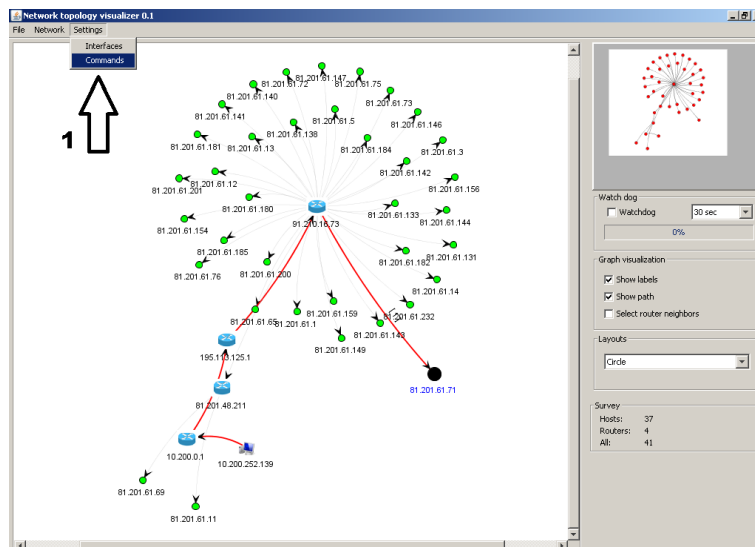 Network topology visualizer 0.1
File Network Settings
Interfaces
Commands
1
81.201.61.147
81.201.61.72
81.201.61.75
81.201.61.140
81.201.61.73
81.201.61.141
81.201.61.5
81.201.61.146
81.201.61.138
81.201.61.181
81.201.61.13
81.201.61.184
81.201.61.3
81.201.61.142
81.201.61.12
81.201.61.156
81.201.61.201
81.201.61.180
81.201.61.133
81.201.61.144
91.210.16.73
81.201.61.154
81.201.61.185
81.201.61.182
81.201.61.131
81.201.61.76
81.201.61.200
81.201.61.14
81.201.61.159
81.201.61.65
81.201.61.1
81.201.61.232
81.201.61.143
81.201.61.149
195.113.125.1
81.201.61.71
81.201.48.211
10.200.0.1
10.200.252.139
81.201.61.69
81.201.61.11
Watch dog
Watchdog 30 sec
0%
Graph visualization
Show labels
Show path
Select router neighbors
Layouts
Circle
Survey
Hosts: 37
Routers: 4
All: 41